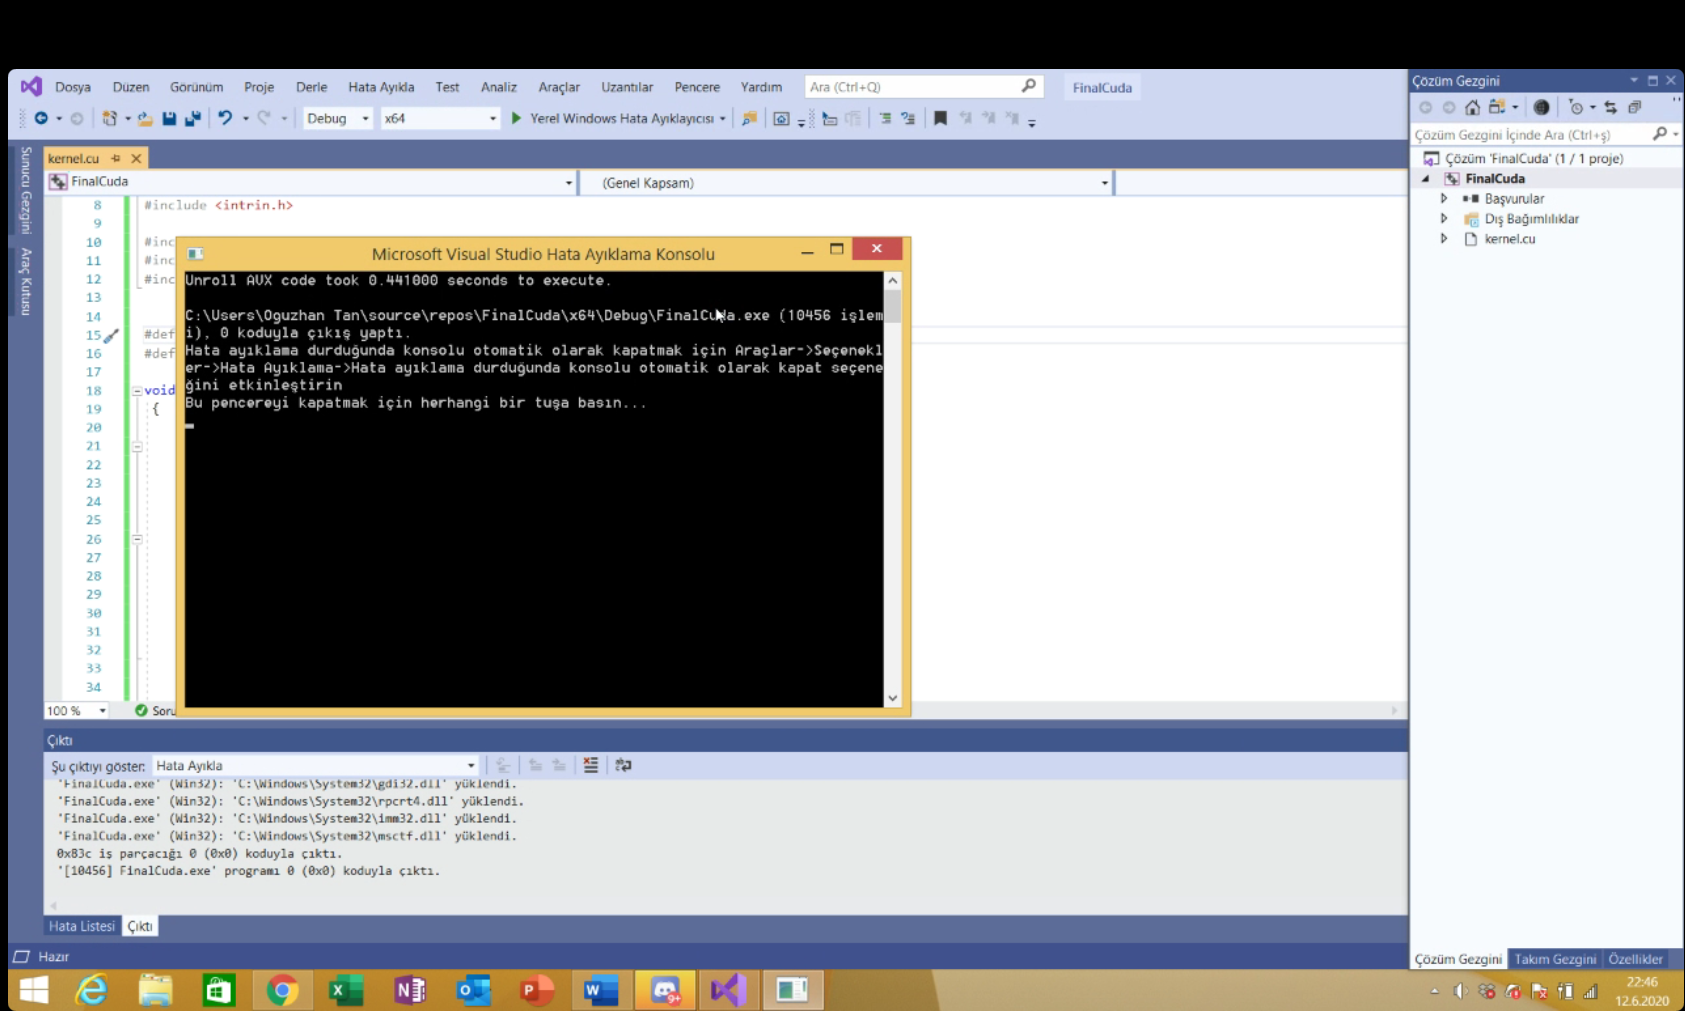 Dosya Düzen Görünüm Proje Derle Hata Ayıkla Test Analiz Araçlar Uzantılar Pencere Yardım Ara (Ctrl+Q) FinalCuda
Debug x64 Yerel Windows Hata Ayıklayıcısı
Sunucu Gezgini
Araç Kutusu
kernel.cu
FinalCuda (Genel Kapsam)
8 #include <intrin.h>
9
10 #inc
11 #inc
12 #inc
13
14
15 #def
16 #def
17
18 void
19 {
20
21
22
23
24
25
26
27
28
29
30
31
32
33
34
100 % Soru
Microsoft Visual Studio Hata Ayıklama Konsolu
Unroll AVX code took 0.441000 seconds to execute.
C:\Users\Oguzhan Tan\source\repos\FinalCuda\x64\Debug\FinalCuda.exe (10456 işlem
i), 0 koduyla çıkış yaptı.
Hata ayıklama durduğunda konsolu otomatik olarak kapatmak için Araçlar->Seçenekl
er->Hata Ayıklama->Hata ayıklama durduğunda konsolu otomatik olarak kapat seçene
ğini etkinleştirin
Bu pencereyi kapatmak için herhangi bir tuşa basın...
Çıktı
Şu çıktıyı göster: Hata Ayıkla
'FinalCuda.exe' (Win32): 'C:\Windows\System32\gdi32.dll' yüklendi.
'FinalCuda.exe' (Win32): 'C:\Windows\System32\rpcrt4.dll' yüklendi.
'FinalCuda.exe' (Win32): 'C:\Windows\System32\imm32.dll' yüklendi.
'FinalCuda.exe' (Win32): 'C:\Windows\System32\msctf.dll' yüklendi.
0x83c iş parçacığı 0 (0x0) koduyla çıktı.
'[10456] FinalCuda.exe' programı 0 (0x0) koduyla çıktı.
Hata Listesi Çıktı
Hazır
Çözüm Gezgini
Çözüm Gezgini İçinde Ara (Ctrl+ş)
Çözüm 'FinalCuda' (1 / 1 proje)
FinalCuda
Başvurular
Dış Bağımlılıklar
kernel.cu
Çözüm Gezgini Takım Gezgini Özellikler
9+
22:46
12.6.2020